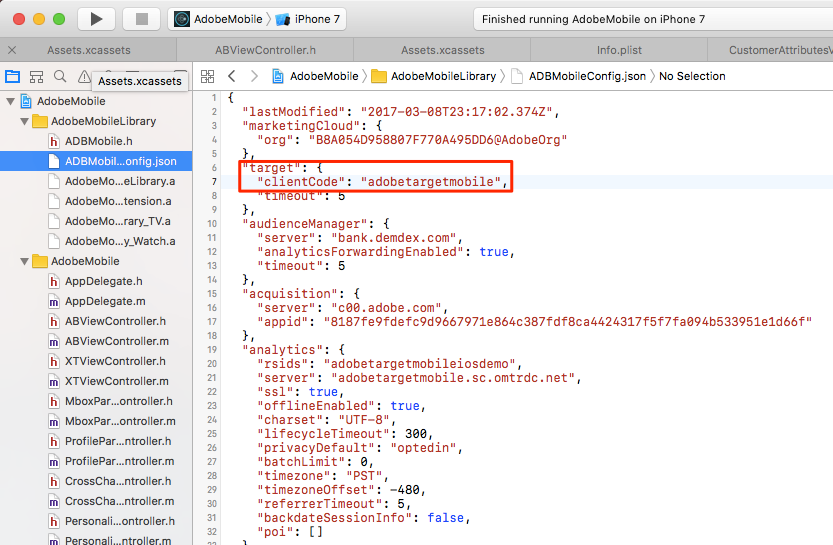 AdobeMobile
iPhone 7
Finished running AdobeMobile on iPhone 7
Assets.xcassets
ABViewController.h
Assets.xcassets
Info.plist
CustomerAttributesV
Assets.xcassets
AdobeMobile
AdobeMobileLibrary
ADBMobileConfig.json
No Selection
AdobeMobile
AdobeMobileLibrary
ADBMobile.h
ADBMobil...onfig.json
AdobeMo...eLibrary.a
AdobeMo...tension.a
AdobeMo...rary_TV.a
AdobeMo...y_Watch.a
AdobeMobile
AppDelegate.h
AppDelegate.m
ABViewController.h
ABViewController.m
XTViewController.h
XTViewController.m
MboxPar...ontroller.h
MboxPar...ontroller.m
ProfilePar...ntroller.h
ProfilePar...ntroller.m
CrossCha...ntroller.h
CrossCha...ntroller.m
Personali...ontroller.h
Personali...ntroller.m
1 {
2 "lastModified": "2017-03-08T23:17:02.374Z",
3 "marketingCloud": {
4 "org": "B8A054D958807F770A495DD6@AdobeOrg"
5 },
6 "target": {
7 "clientCode": "adobetargetmobile",
8 "timeout": 5
9 },
10 "audienceManager": {
11 "server": "bank.demdex.com",
12 "analyticsForwardingEnabled": true,
13 "timeout": 5
14 },
15 "acquisition": {
16 "server": "c00.adobe.com",
17 "appid": "8187fe9fdefc9d9667971e864c387fdf8ca4424317f5f7fa094b533951e1d66f"
18 },
19 "analytics": {
20 "rsids": "adobetargetmobileiosdemo",
21 "server": "adobetargetmobile.sc.omtrdc.net",
22 "ssl": true,
23 "offlineEnabled": true,
24 "charset": "UTF-8",
25 "lifecycleTimeout": 300,
26 "privacyDefault": "optedin",
27 "batchLimit": 0,
28 "timezone": "PST",
29 "timezoneOffset": -480,
30 "referrerTimeout": 5,
31 "backdateSessionInfo": false,
32 "poi": []